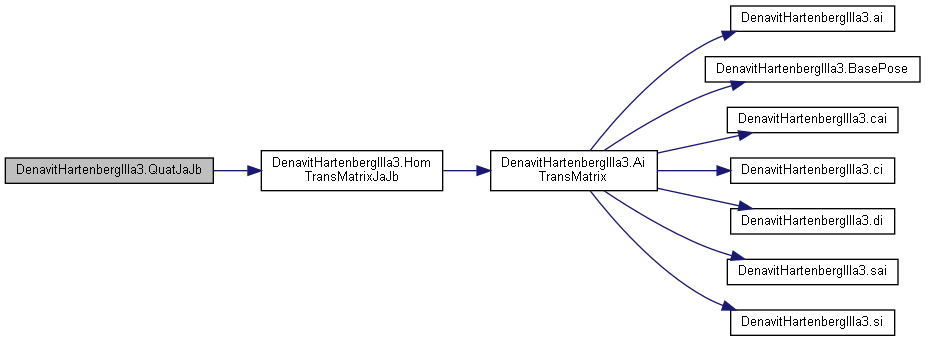 DenavitHartenbergIIIa3.QuatJaJb
DenavitHartenbergIIIa3.Hom
TransMatrixJaJb
DenavitHartenbergIIIa3.Ai
TransMatrix
DenavitHartenbergIIIa3.ai
DenavitHartenbergIIIa3.BasePose
DenavitHartenbergIIIa3.cai
DenavitHartenbergIIIa3.ci
DenavitHartenbergIIIa3.di
DenavitHartenbergIIIa3.sai
DenavitHartenbergIIIa3.si